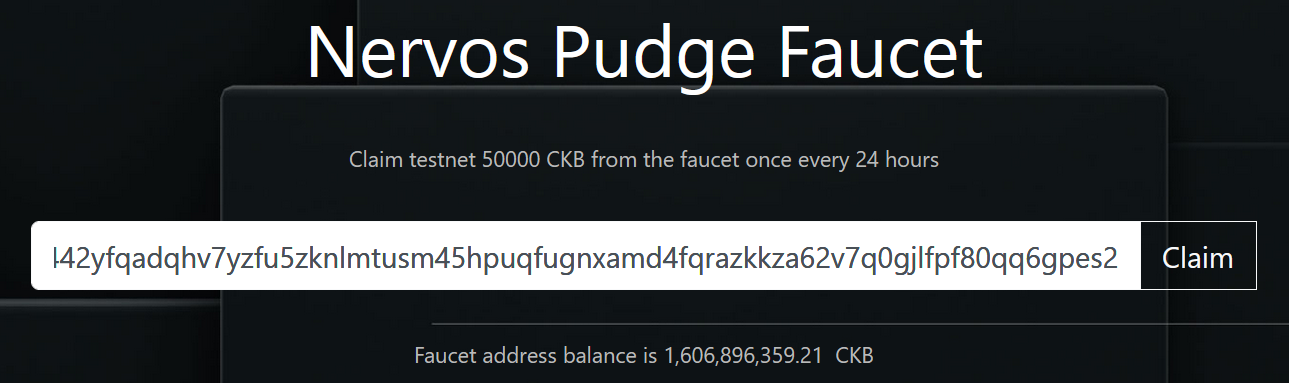 Nervos Pudge Faucet
Claim testnet 50000 CKB from the faucet once every 24 hours
42yfqadqhv7yzfu5zknlmtusm45hpuqfugnxamd4fqrazkkza62v7q0gjlfpf80qq6gpes2 Claim
Faucet address balance is 1,606,896,359.21 CKB